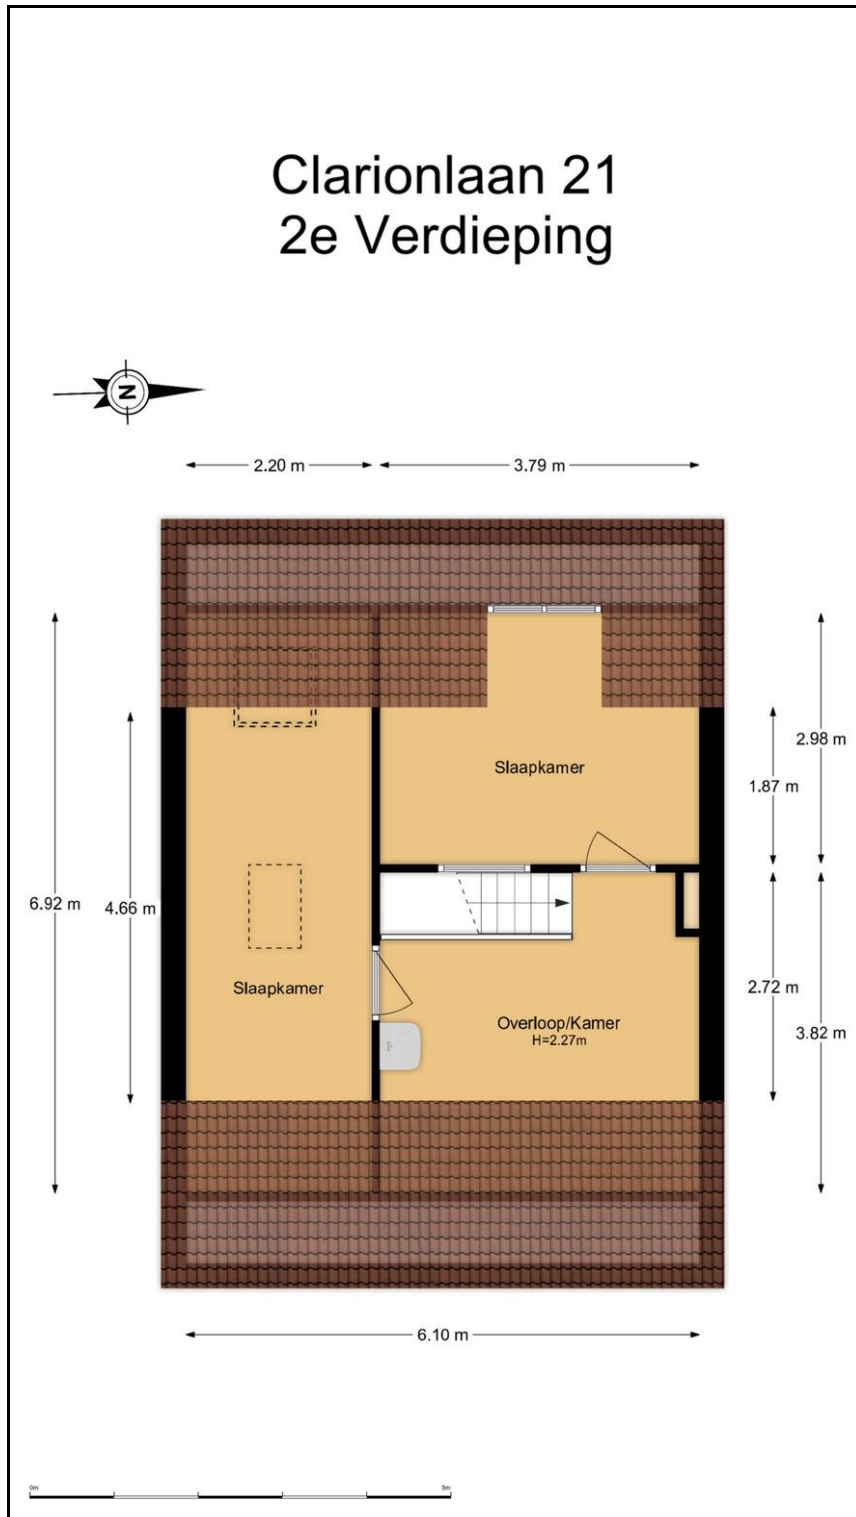 Clarionlaan 21
2e Verdieping
N
2.20 m
3.79 m
2.98 m
Slaapkamer
1.87 m
6.92 m
4.66 m
Slaapkamer
2.72 m
Overloop/Kamer
H=2.27m
3.82 m
6.10 m
0m
5m